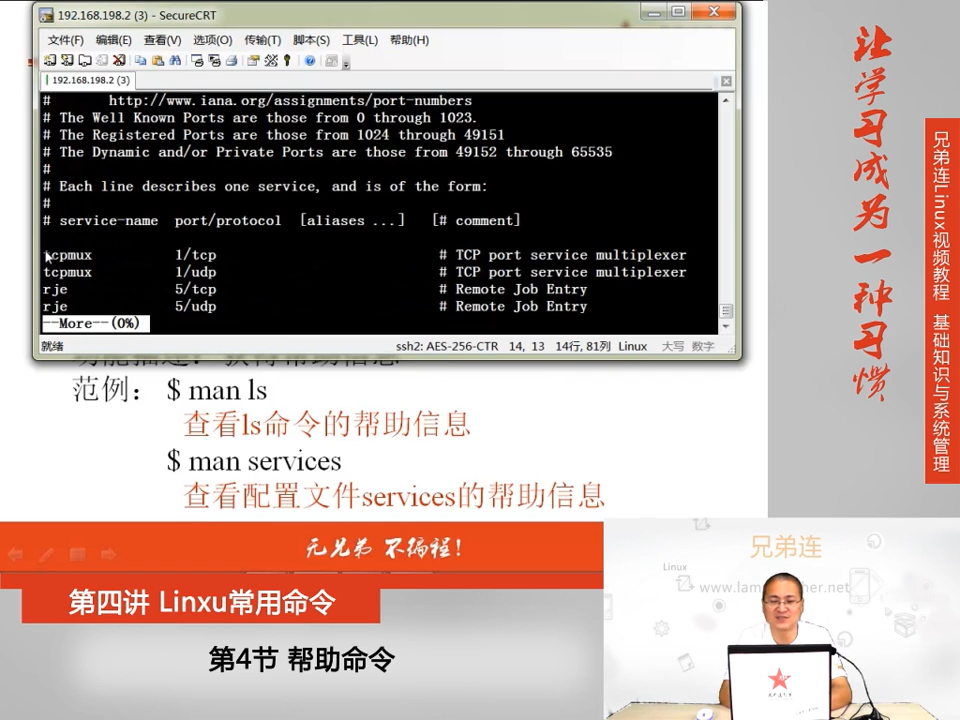 192.168.198.2 (3) - SecureCRT
文件(F) 编辑(E) 查看(V) 选项(O) 传输(T) 脚本(S) 工具(L) 帮助(H)
192.168.198.2 (3)
# http://www.iana.org/assignments/port-numbers
# The Well Known Ports are those from 0 through 1023.
# The Registered Ports are those from 1024 through 49151
# The Dynamic and/or Private Ports are those from 49152 through 65535
#
# Each line describes one service, and is of the form:
#
# service-name port/protocol [aliases ...] [# comment]
tcpmux 1/tcp # TCP port service multiplexer
tcpmux 1/udp # TCP port service multiplexer
rje 5/tcp # Remote Job Entry
rje 5/udp # Remote Job Entry
--More--(0%)
就绪 ssh2: AES-256-CTR 14, 13 14行, 81列 Linux 大写 数字
功能描述：获得帮助信息
范例： $ man ls
查看ls命令的帮助信息
$ man services
查看配置文件services的帮助信息
无兄弟 不编程!
第四讲 Linxu常用命令
第4节 帮助命令
让学习成为一种习惯
兄弟连Linux视频教程 基础知识与系统管理
兄弟连
Linux